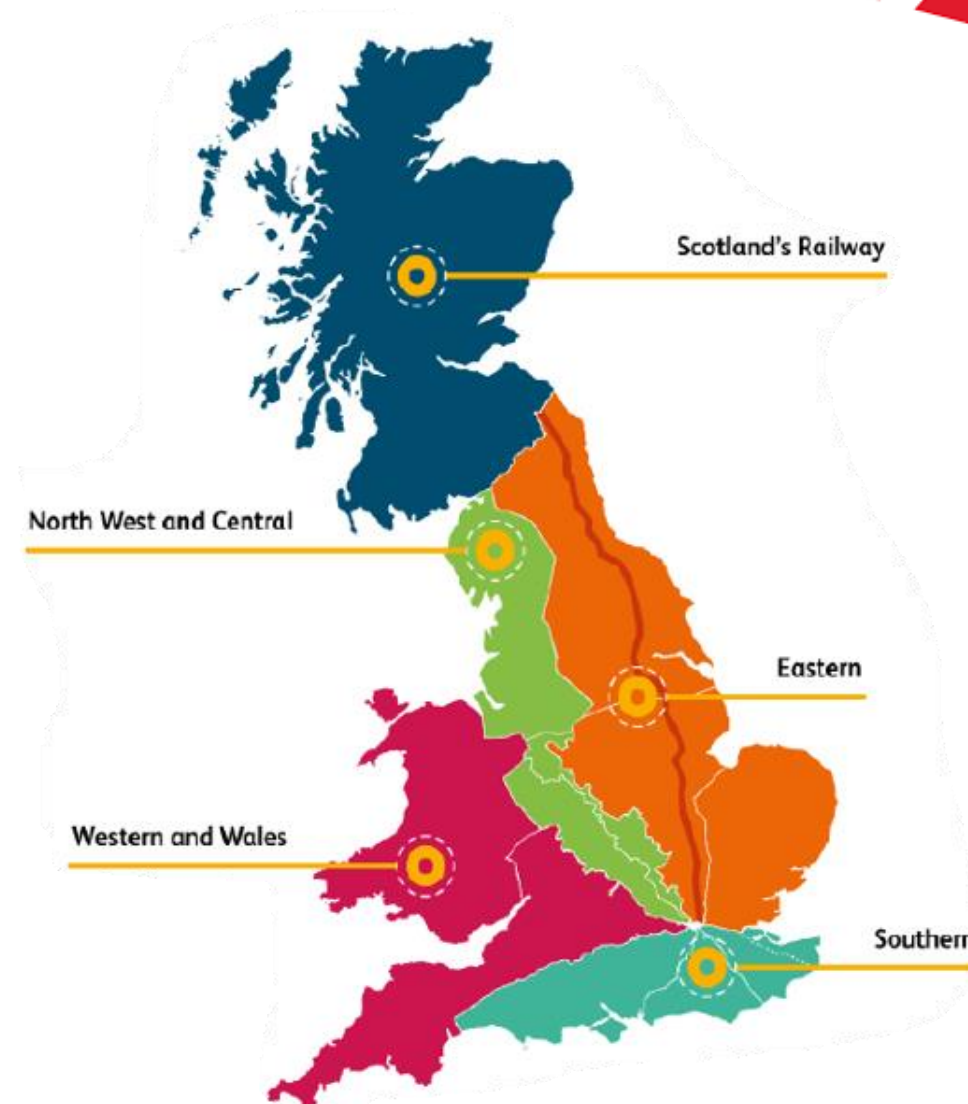 Scotland's Railway
North West and Central
Eastern
Western and Wales
Southern